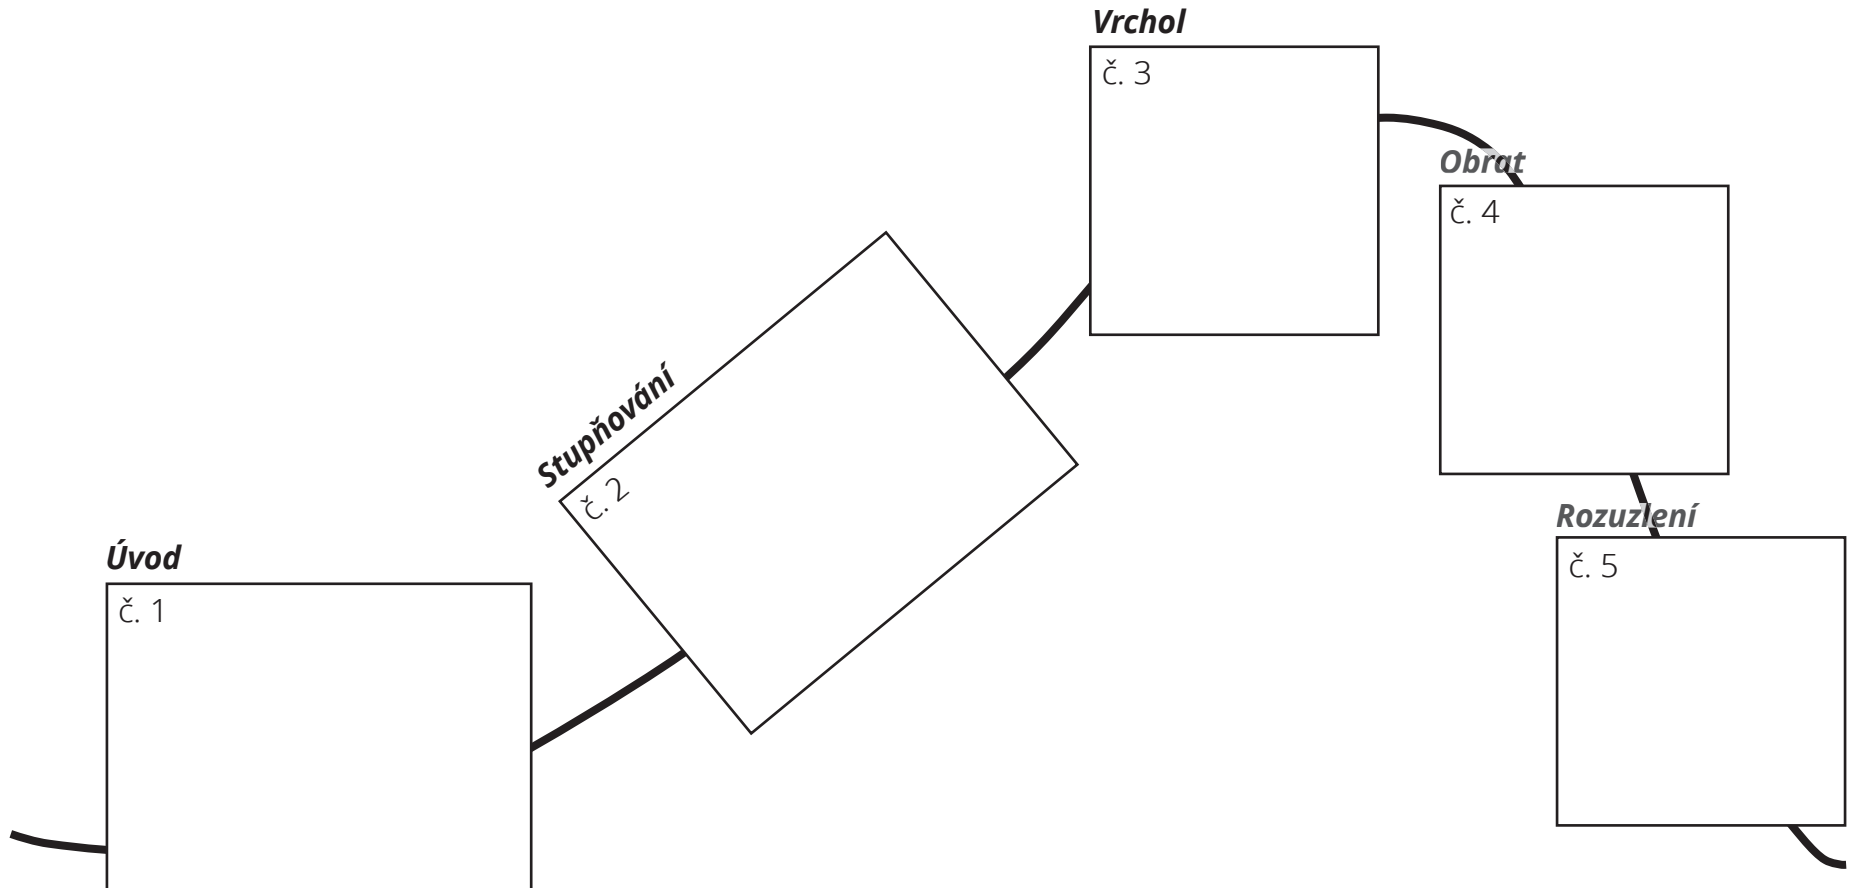 Úvod
č. 1
Stupňování
č. 2
Vrchol
č. 3
Obrat
č. 4
Rozuzlení
č. 5